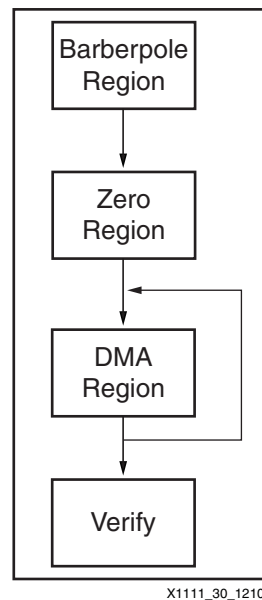 Barberpole
Region
Zero
Region
DMA
Region
Verify
X1111_30_1210